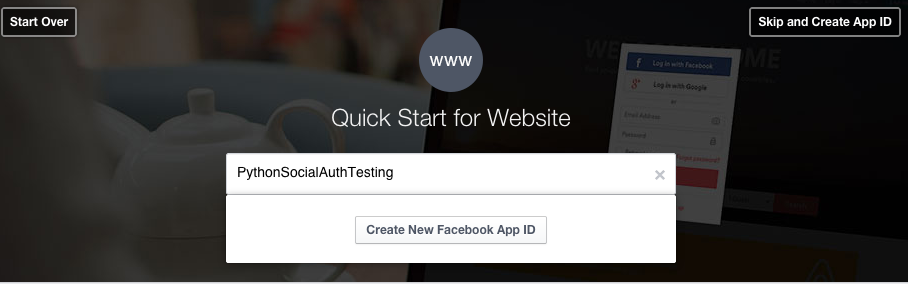 Start Over
Skip and Create App ID
www
Quick Start for Website
PythonSocialAuthTesting
Create New Facebook App ID
Log in with Facebook
Log in with Google
Email Address
Password